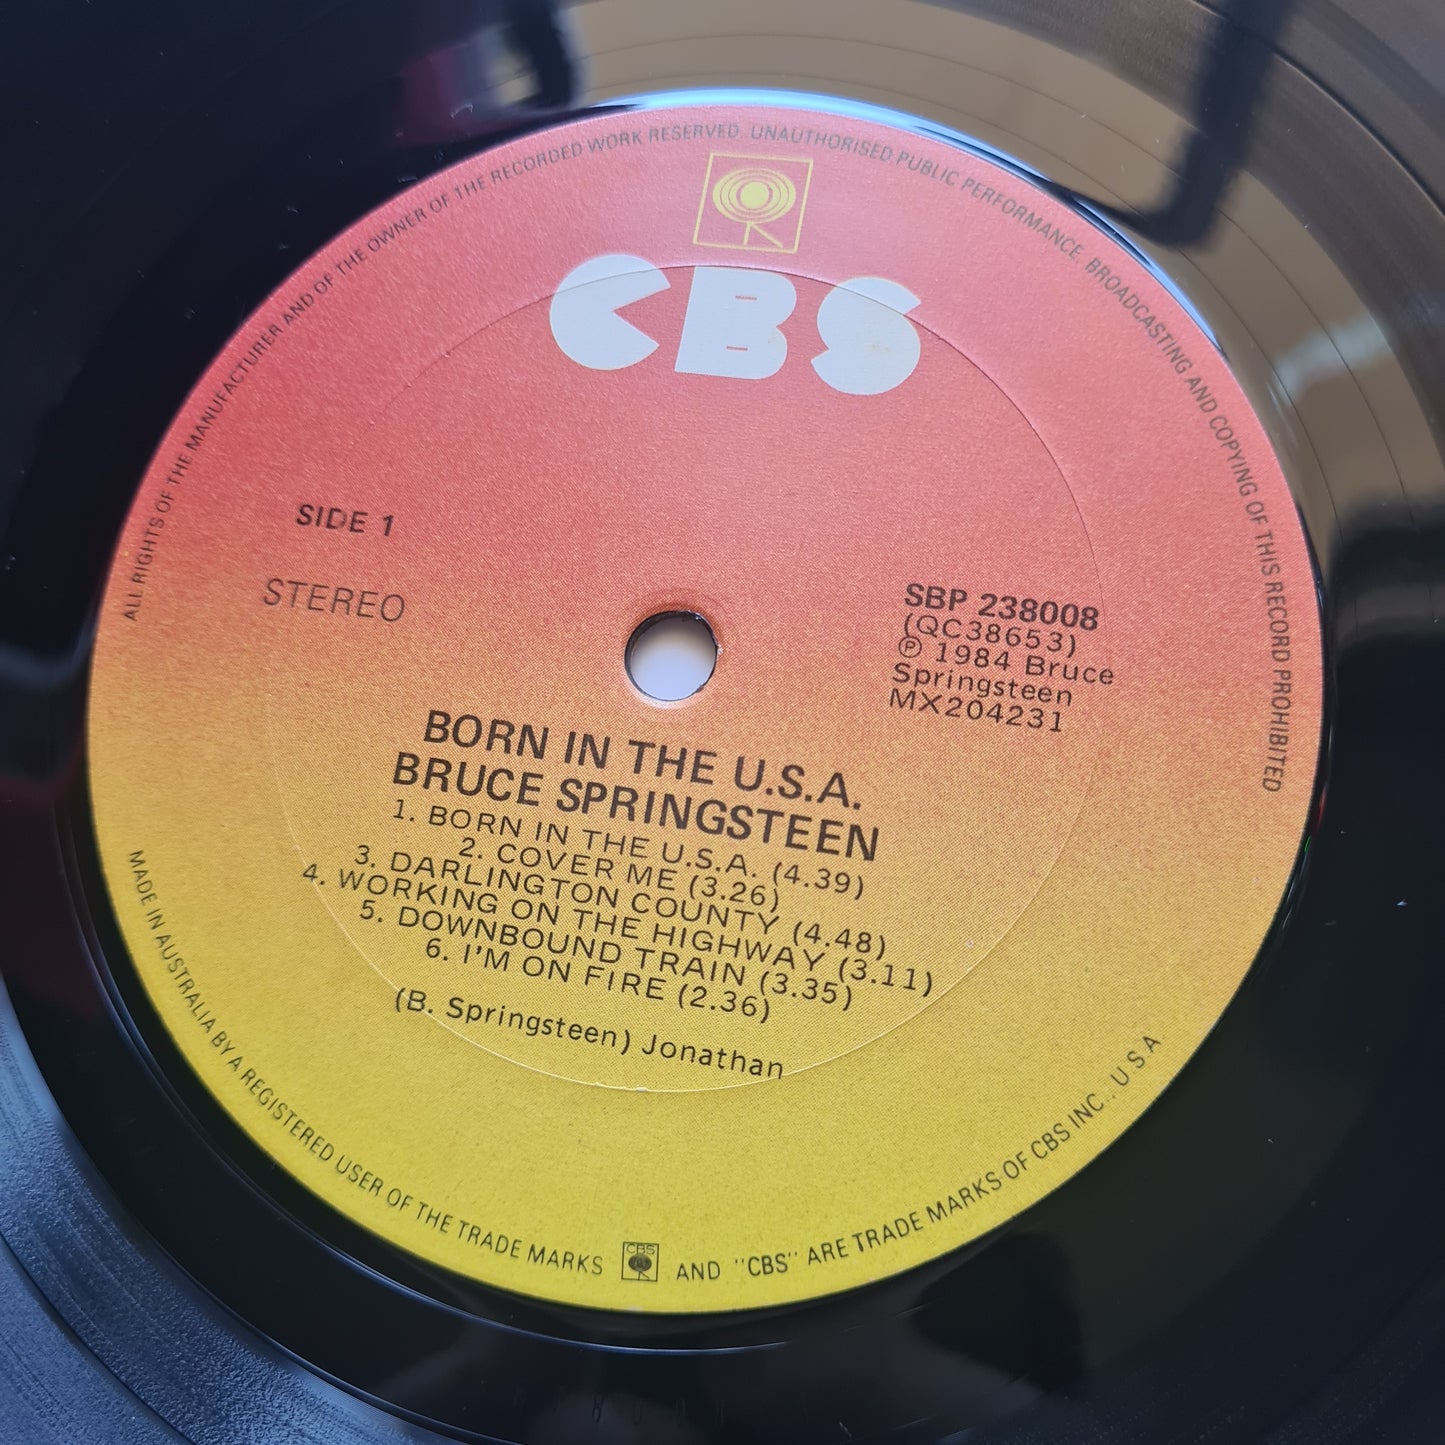 ALL RIGHTS OF THE MANUFACTURER AND OF THE OWNER OF THE RECORDED WORK RESERVED. UNAUTHORISED PUBLIC PERFORMANCE, BROADCASTING AND COPYING OF THIS RECORD PROHIBITED
CBS
SIDE 1
STEREO
SBP 238008
(QC38653)
℗ 1984 Bruce
Springsteen
MX204231
BORN IN THE U.S.A.
BRUCE SPRINGSTEEN
1. BORN IN THE U.S.A. (4.39)
2. COVER ME (3.26)
3. DARLINGTON COUNTY (4.48)
4. WORKING ON THE HIGHWAY (3.11)
5. DOWNBOUND TRAIN (3.35)
6. I'M ON FIRE (2.36)
(B. Springsteen) Jonathan
MADE IN AUSTRALIA BY A REGISTERED USER OF THE TRADE MARKS CBS AND "CBS" ARE TRADE MARKS OF CBS INC., U.S.A.